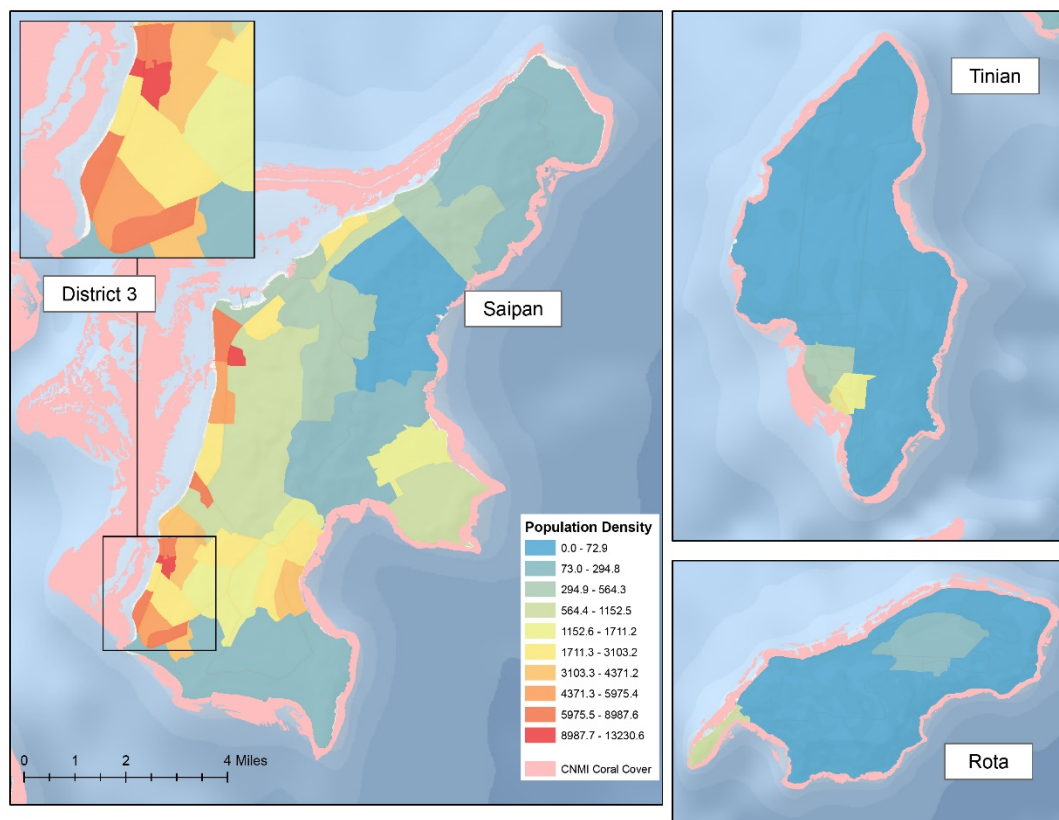 District 3
Saipan
Population Density
0.0 - 72.9
73.0 - 294.8
294.9 - 564.3
564.4 - 1152.5
1152.6 - 1711.2
1711.3 - 3103.2
3103.3 - 4371.2
4371.3 - 5975.4
5975.5 - 8987.6
8987.7 - 13230.6
CNMI Coral Cover
0 1 2 4 Miles
Tinian
Rota